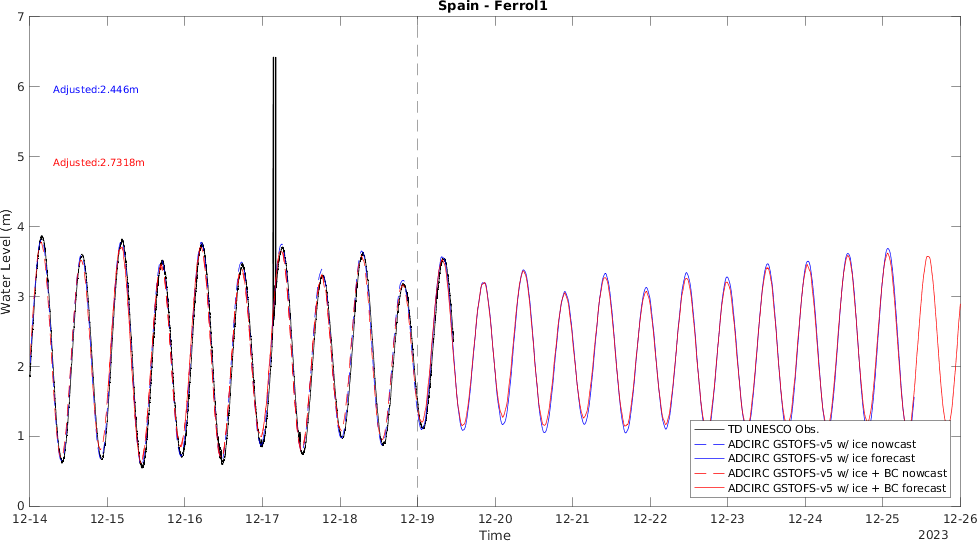 Spain - Ferrol1
7
6
5
4
3
2
1
0
Water Level (m)
Adjusted:2.446m
Adjusted:2.7318m
TD UNESCO Obs.
ADCIRC GSTOFS-v5 w/ ice nowcast
ADCIRC GSTOFS-v5 w/ ice forecast
ADCIRC GSTOFS-v5 w/ ice + BC nowcast
ADCIRC GSTOFS-v5 w/ ice + BC forecast
12-14 12-15 12-16 12-17 12-18 12-19 12-20 12-21 12-22 12-23 12-24 12-25 12-26
Time
2023